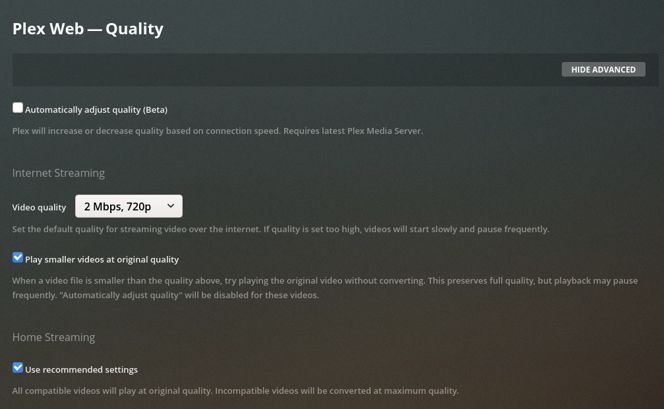 Plex Web — Quality
HIDE ADVANCED
Automatically adjust quality (Beta)
Plex will increase or decrease quality based on connection speed. Requires latest Plex Media Server.
Internet Streaming
Video quality 2 Mbps, 720p
Set the default quality for streaming video over the internet. If quality is set too high, videos will start slowly and pause frequently.
Play smaller videos at original quality
When a video file is smaller than the quality above, try playing the original video without converting. This preserves full quality, but playback may pause
frequently. "Automatically adjust quality" will be disabled for these videos.
Home Streaming
Use recommended settings
All compatible videos will play at original quality. Incompatible videos will be converted at maximum quality.